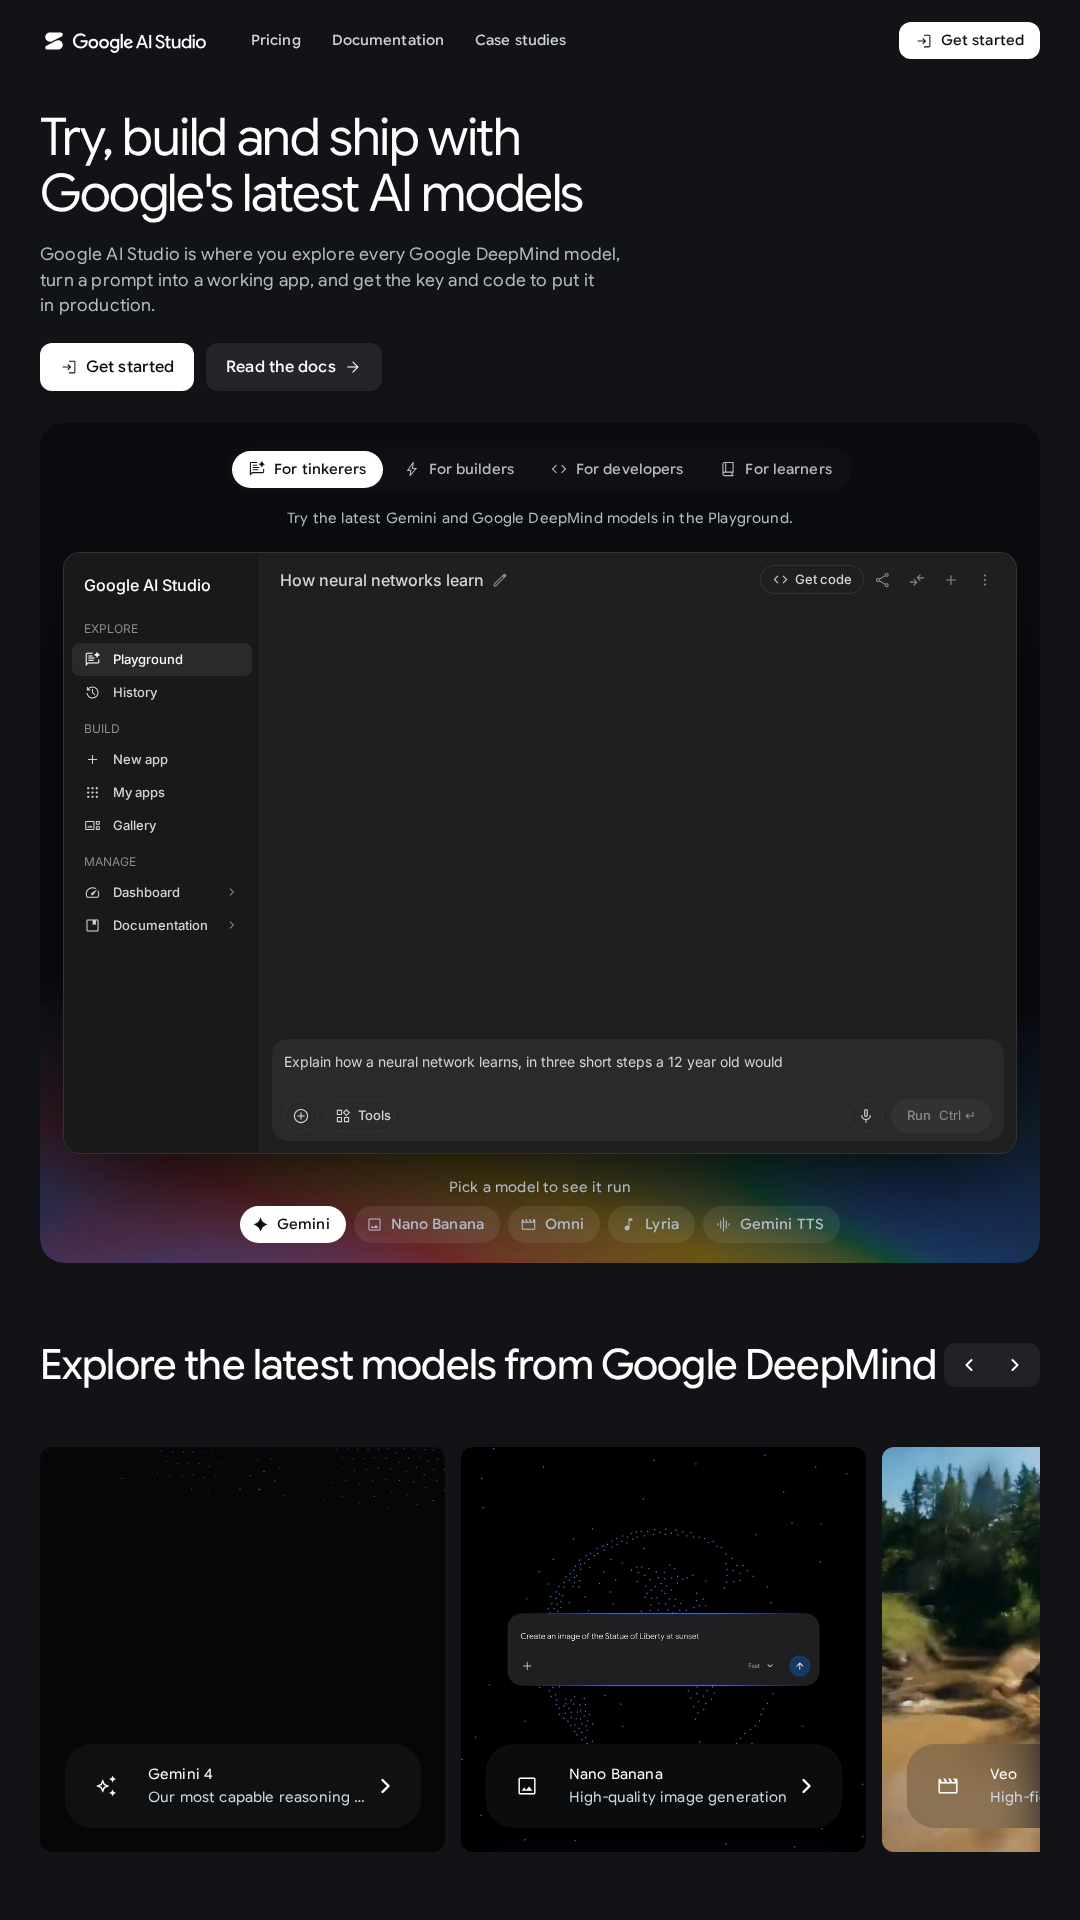 Google AI Studio
Pricing
Documentation
Case studies
Get started
Try, build and ship with
Google's latest AI models
Google AI Studio is where you explore every Google DeepMind model,
turn a prompt into a working app, and get the key and code to put it
in production.
Get started
Read the docs
For tinkerers
For builders
For developers
For learners
Try the latest Gemini and Google DeepMind models in the Playground.
Google AI Studio
How neural networks learn
Get code
EXPLORE
Playground
History
BUILD
New app
My apps
Gallery
MANAGE
Dashboard
Documentation
Explain how a neural network learns, in three short steps a 12 year old would
Tools
Run Ctrl ↵
Pick a model to see it run
Gemini
Nano Banana
Omni
Lyria
Gemini TTS
Explore the latest models from Google DeepMind
Create an image of the Statue of Liberty at sunset
Fast
Gemini 4
Our most capable reasoning ...
Nano Banana
High-quality image generation
Veo
High-fi